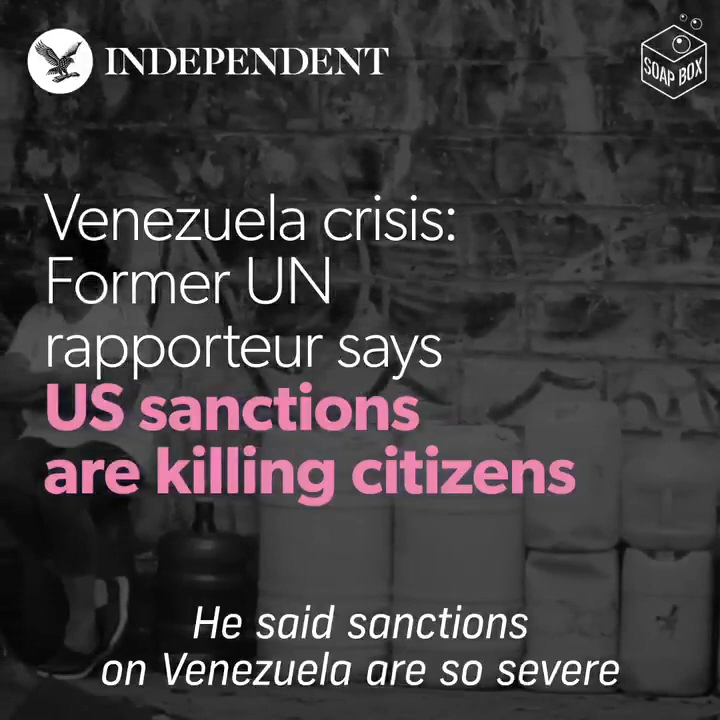 INDEPENDENT
SOAP BOX
Venezuela crisis:
Former UN
rapporteur says
US sanctions
are killing citizens
He said sanctions
on Venezuela are so severe